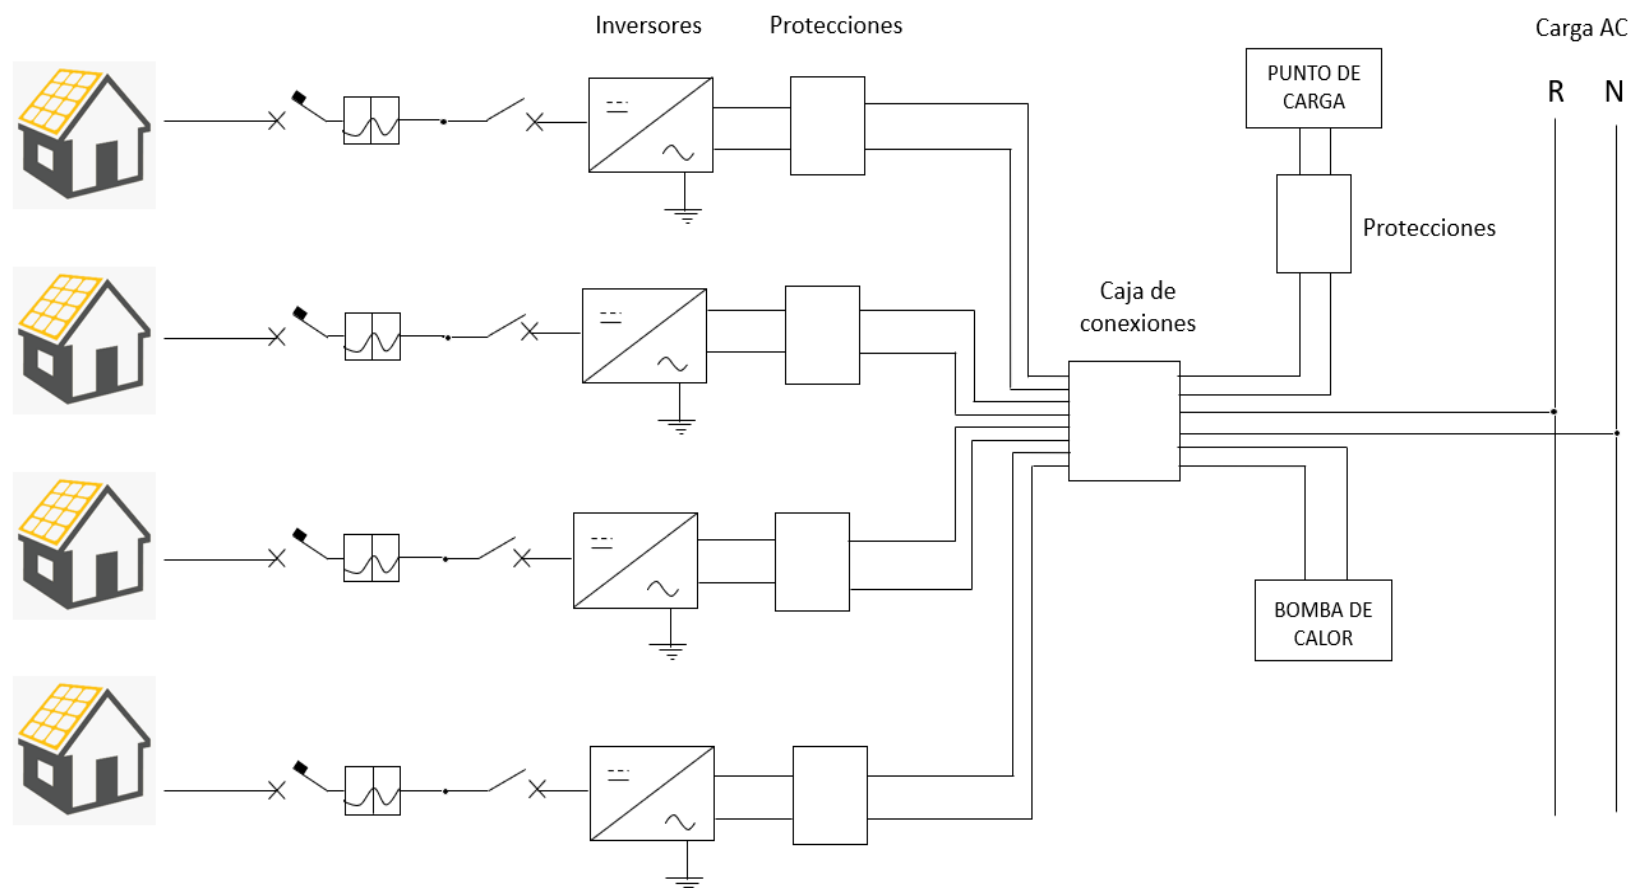 Inversores
Protecciones
Carga AC
R N
PUNTO DE
CARGA
Protecciones
Caja de
conexiones
BOMBA DE
CALOR